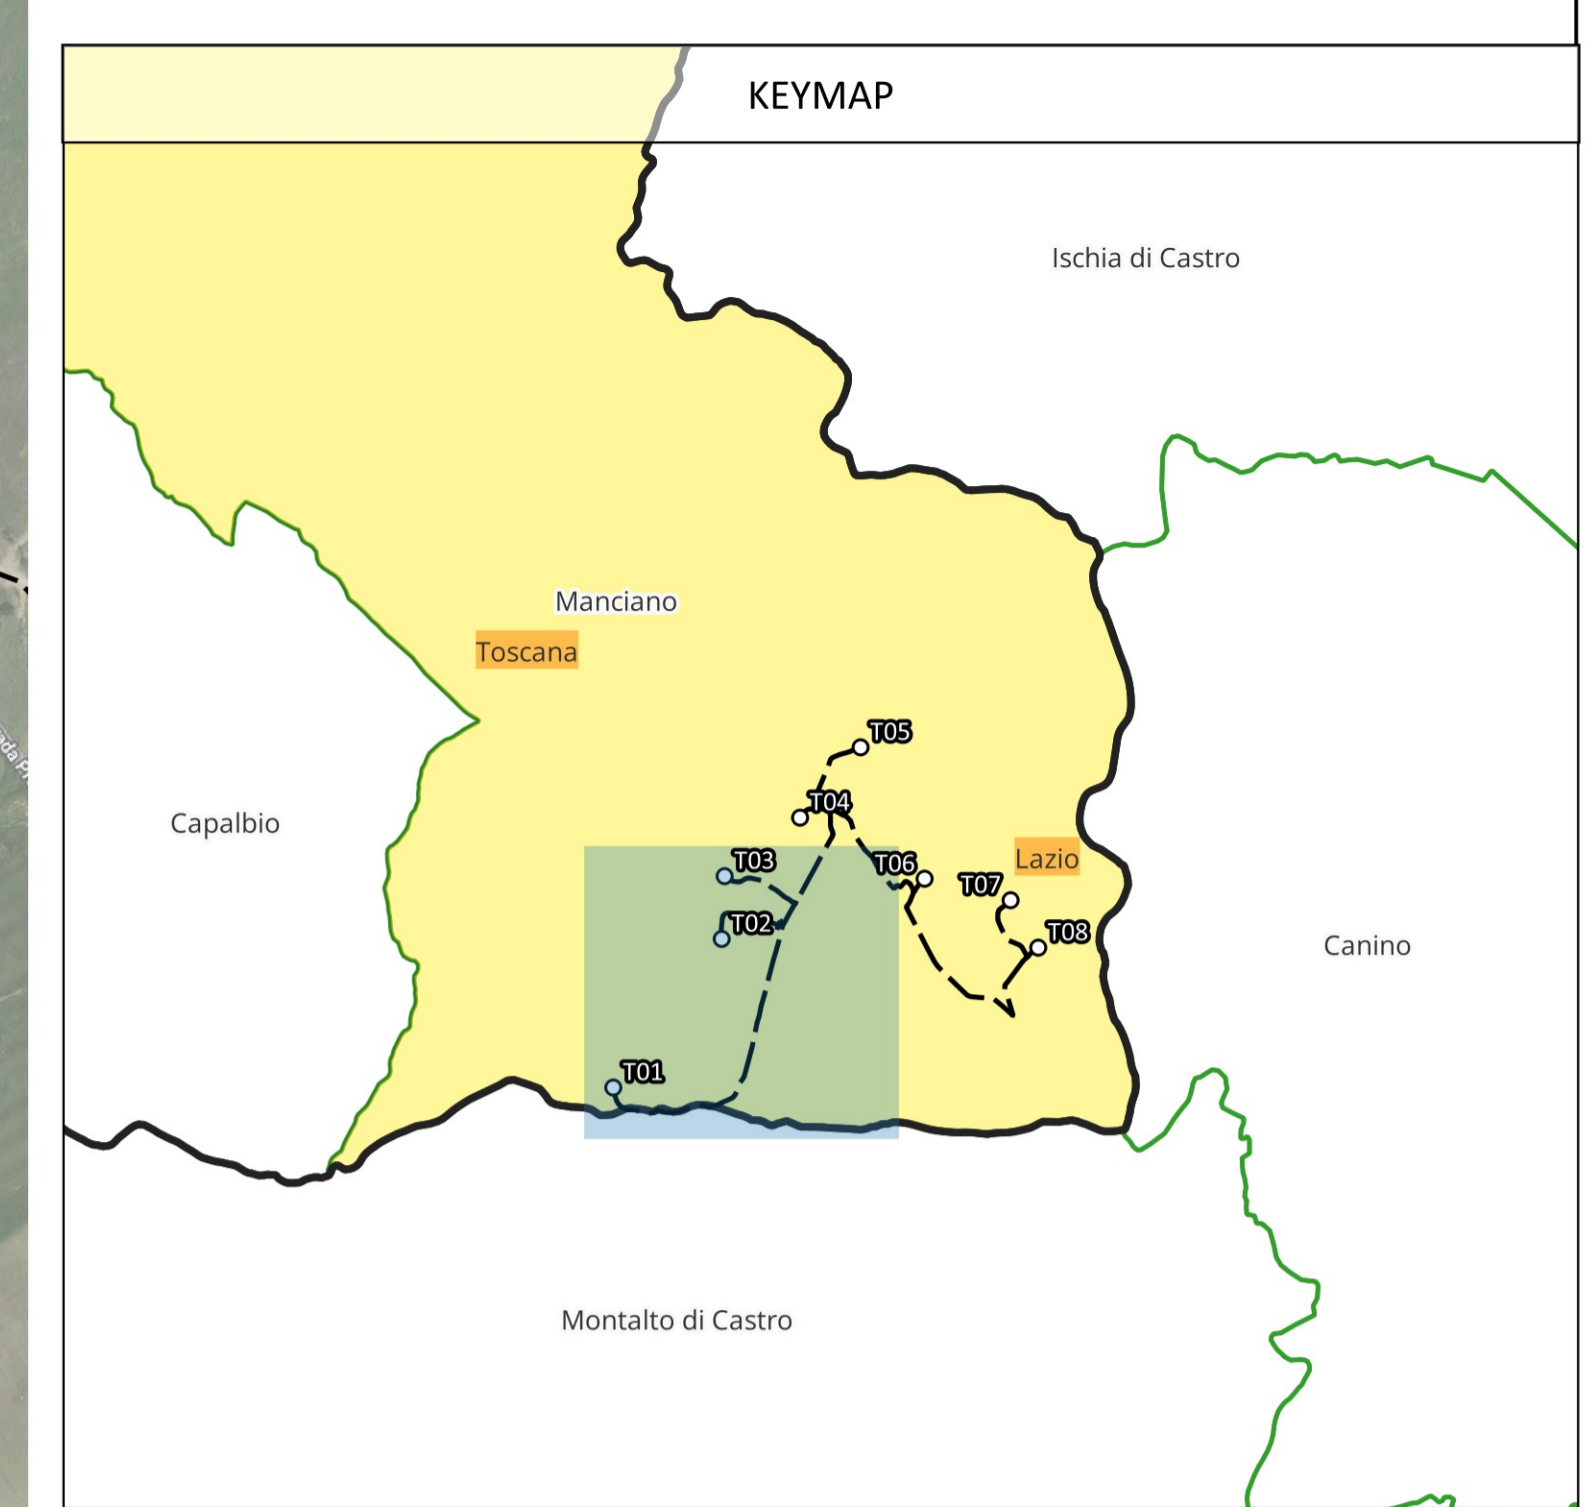 KEYMAP
Ischia di Castro
Manciano
Toscana
T05
T04
Capalbio
T03
T06
Lazio
T07
T02
T08
Canino
T01
Montalto di Castro